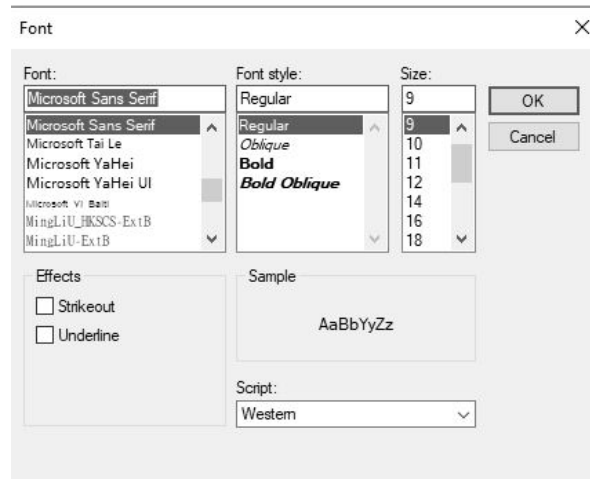 Font
Font:
Microsoft Sans Serif
Microsoft Sans Serif
Microsoft Tai Le
Microsoft YaHei
Microsoft YaHei UI
Microsoft Yi Baiti
MingLiU_HKSCS-ExtB
MingLiU-ExtB
Font style:
Regular
Regular
Oblique
Bold
Bold Oblique
Size:
9
9
10
11
12
14
16
18
OK
Cancel
Effects
Strikeout
Underline
Sample
AaBbYyZz
Script:
Western